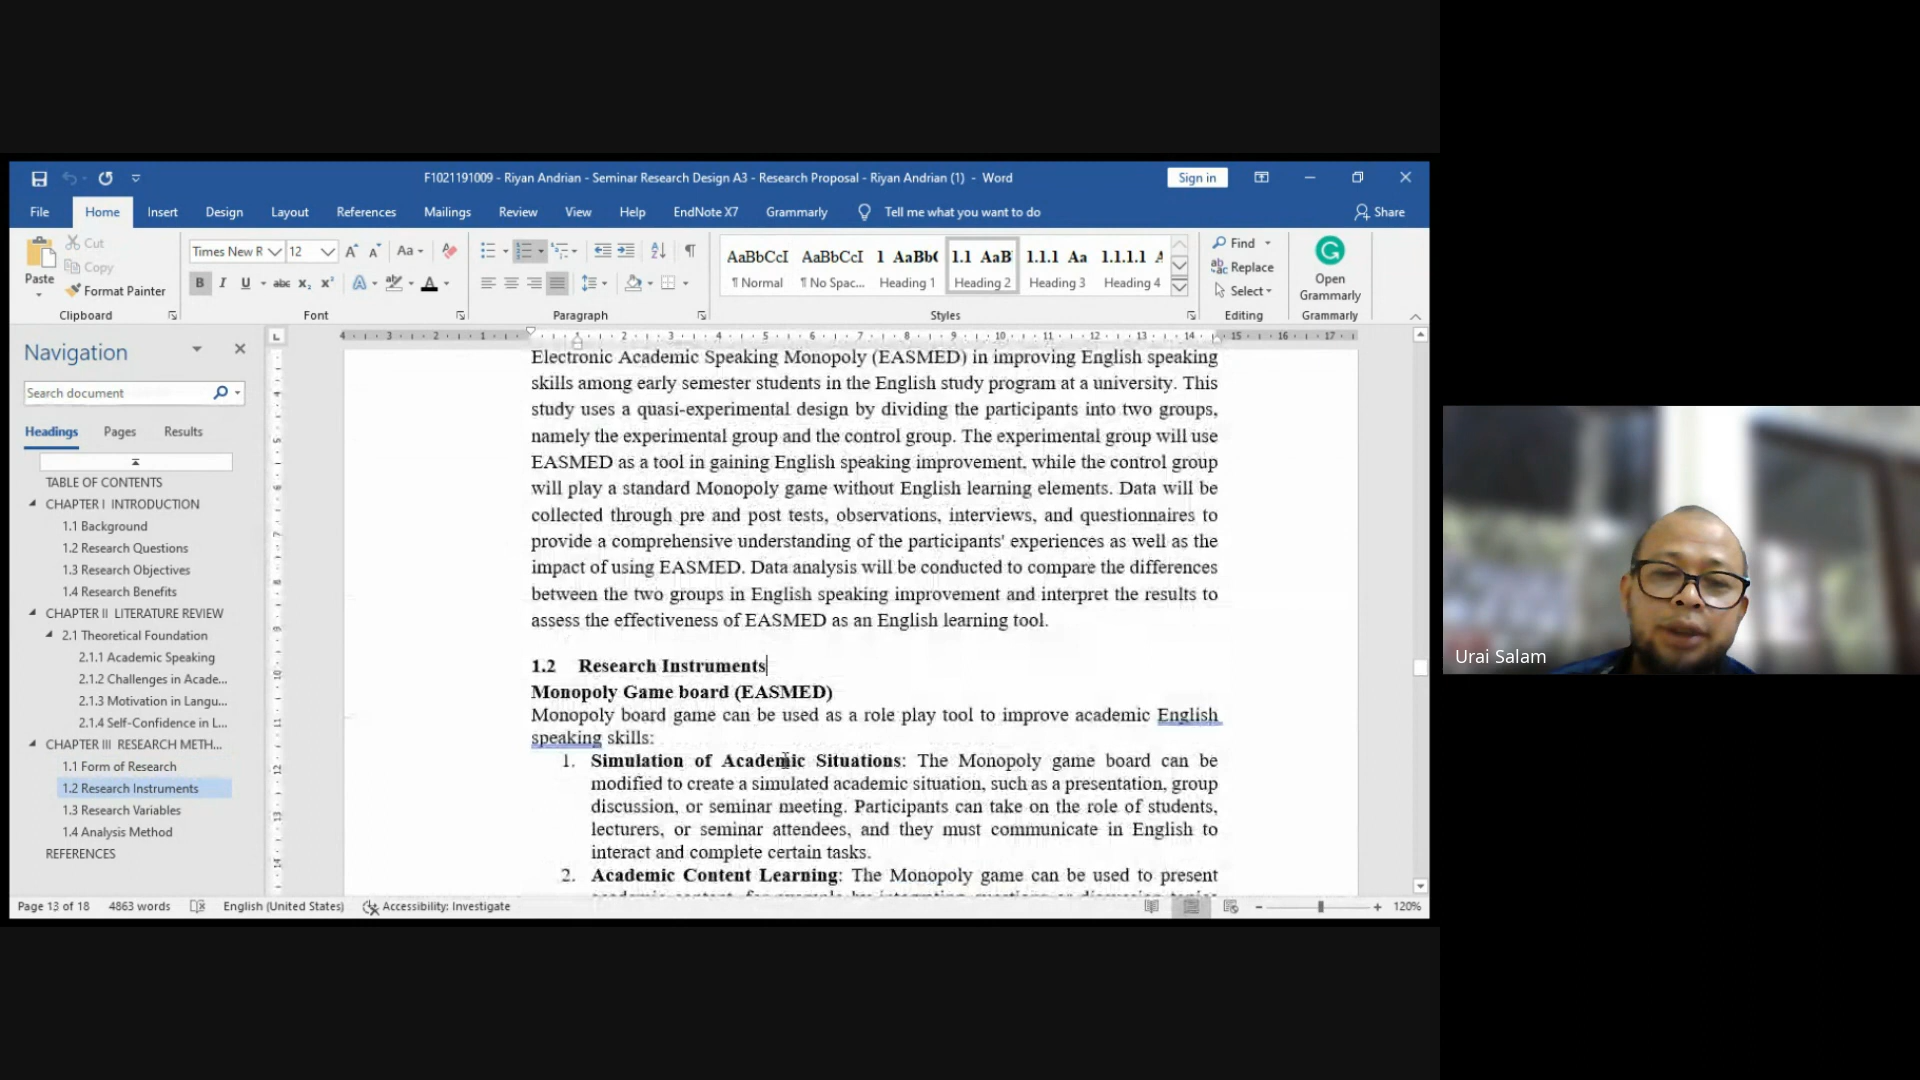 F1021191009 - Riyan Andrian - Seminar Research Design A3 - Research Proposal - Riyan Andrian (1) - Word
Sign in
File Home Insert Design Layout References Mailings Review View Help EndNote X7 Grammarly Tell me what you want to do Share
Paste
Cut
Copy
Format Painter
Clipboard
Times New R 12
Font
Paragraph
AaBbCcI AaBbCcI 1 AaBbC 1.1 AaB 1.1.1 Aa 1.1.1.1 A
¶ Normal ¶ No Spac... Heading 1 Heading 2 Heading 3 Heading 4
Styles
Find
Replace
Select
Editing
Open
Grammarly
Grammarly
Navigation
Search document
Headings Pages Results
TABLE OF CONTENTS
CHAPTER I INTRODUCTION
1.1 Background
1.2 Research Questions
1.3 Research Objectives
1.4 Research Benefits
CHAPTER II LITERATURE REVIEW
2.1 Theoretical Foundation
2.1.1 Academic Speaking
2.1.2 Challenges in Acade...
2.1.3 Motivation in Langu...
2.1.4 Self-Confidence in L...
CHAPTER III RESEARCH METH...
1.1 Form of Research
1.2 Research Instruments
1.3 Research Variables
1.4 Analysis Method
REFERENCES
Electronic Academic Speaking Monopoly (EASMED) in improving English speaking
skills among early semester students in the English study program at a university. This
study uses a quasi-experimental design by dividing the participants into two groups,
namely the experimental group and the control group. The experimental group will use
EASMED as a tool in gaining English speaking improvement, while the control group
will play a standard Monopoly game without English learning elements. Data will be
collected through pre and post tests, observations, interviews, and questionnaires to
provide a comprehensive understanding of the participants' experiences as well as the
impact of using EASMED. Data analysis will be conducted to compare the differences
between the two groups in English speaking improvement and interpret the results to
assess the effectiveness of EASMED as an English learning tool.
1.2 Research Instruments
Monopoly Game board (EASMED)
Monopoly board game can be used as a role play tool to improve academic English
speaking skills:
1. Simulation of Academic Situations: The Monopoly game board can be
modified to create a simulated academic situation, such as a presentation, group
discussion, or seminar meeting. Participants can take on the role of students,
lecturers, or seminar attendees, and they must communicate in English to
interact and complete certain tasks.
2. Academic Content Learning: The Monopoly game can be used to present
Page 13 of 18 4863 words English (United States) Accessibility: Investigate 120%
Urai Salam